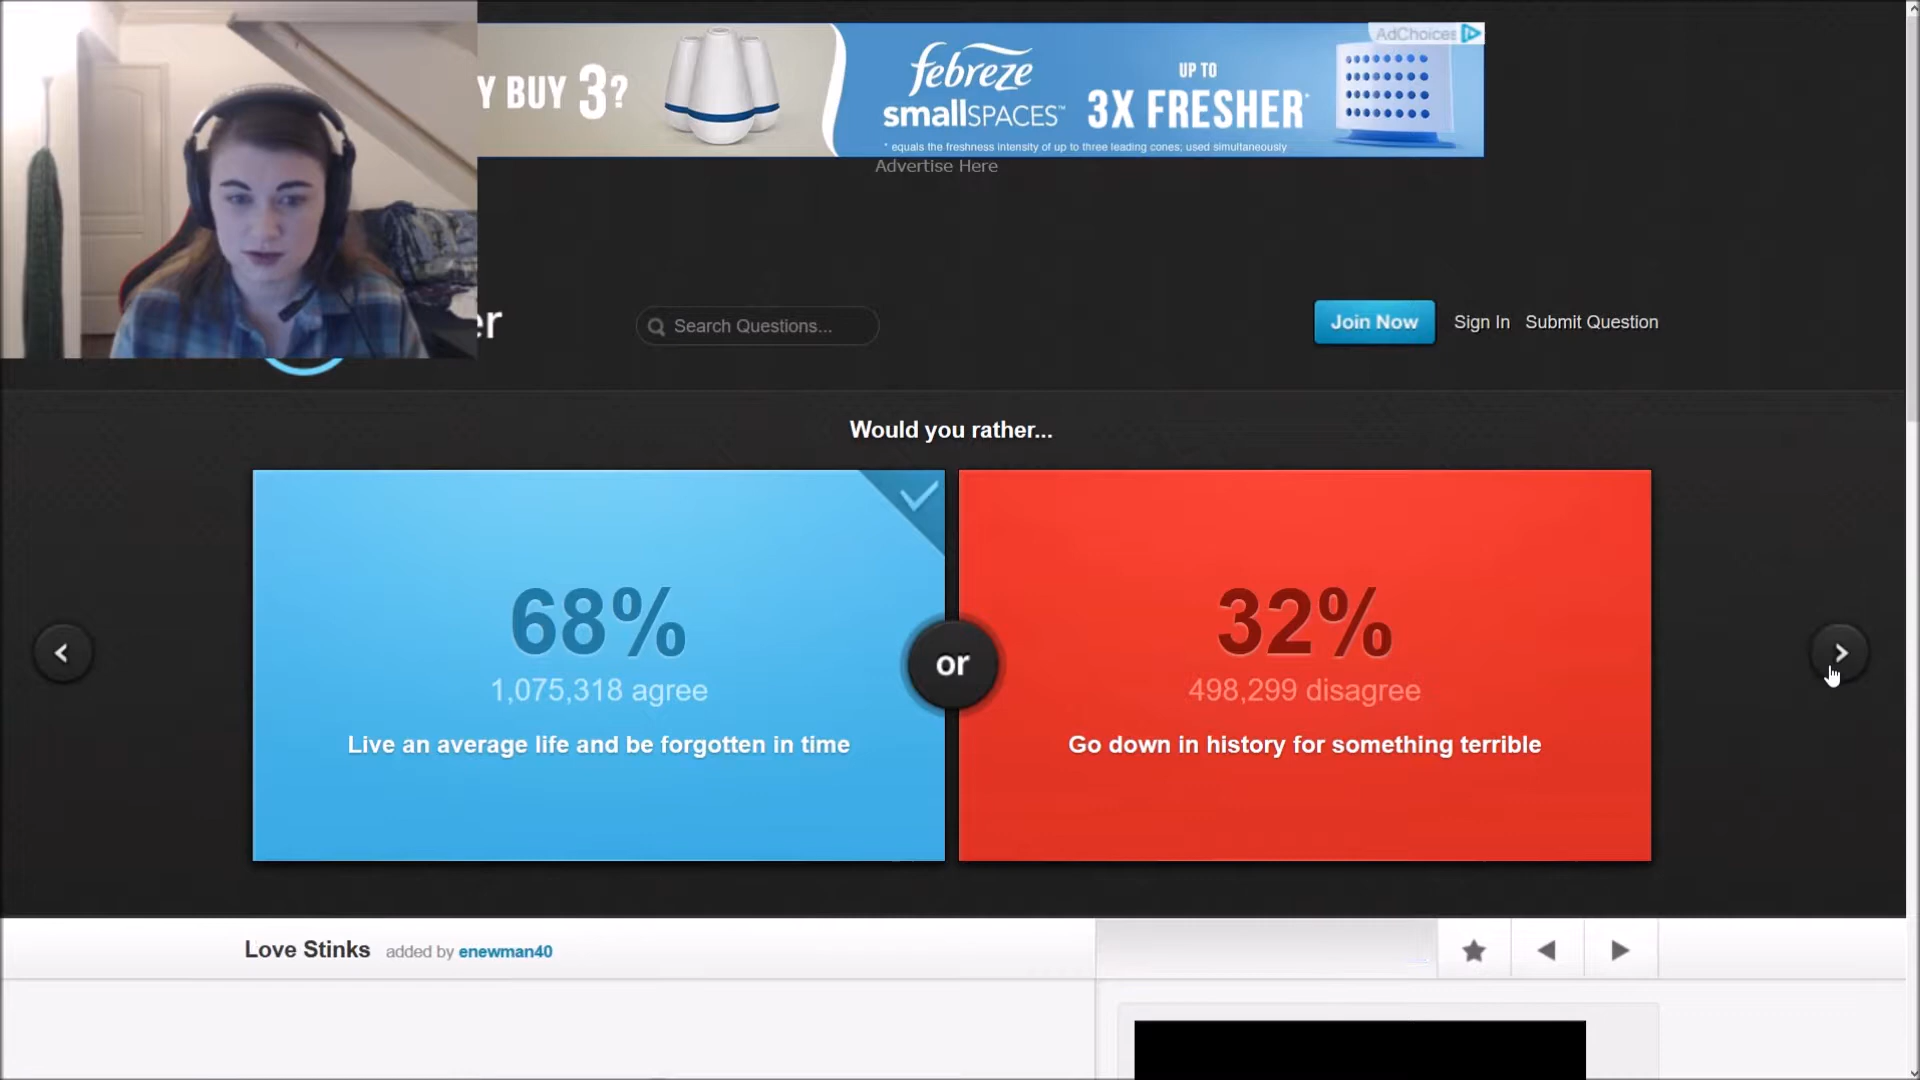 Y BUY 3?
febreze
smallSPACES™
UP TO
3X FRESHER*
* equals the freshness intensity of up to three leading cones; used simultaneously
AdChoices
Advertise Here
er
Search Questions...
Join Now
Sign In
Submit Question
Would you rather...
68%
1,075,318 agree
Live an average life and be forgotten in time
or
32%
498,299 disagree
Go down in history for something terrible
Love Stinks added by enewman40